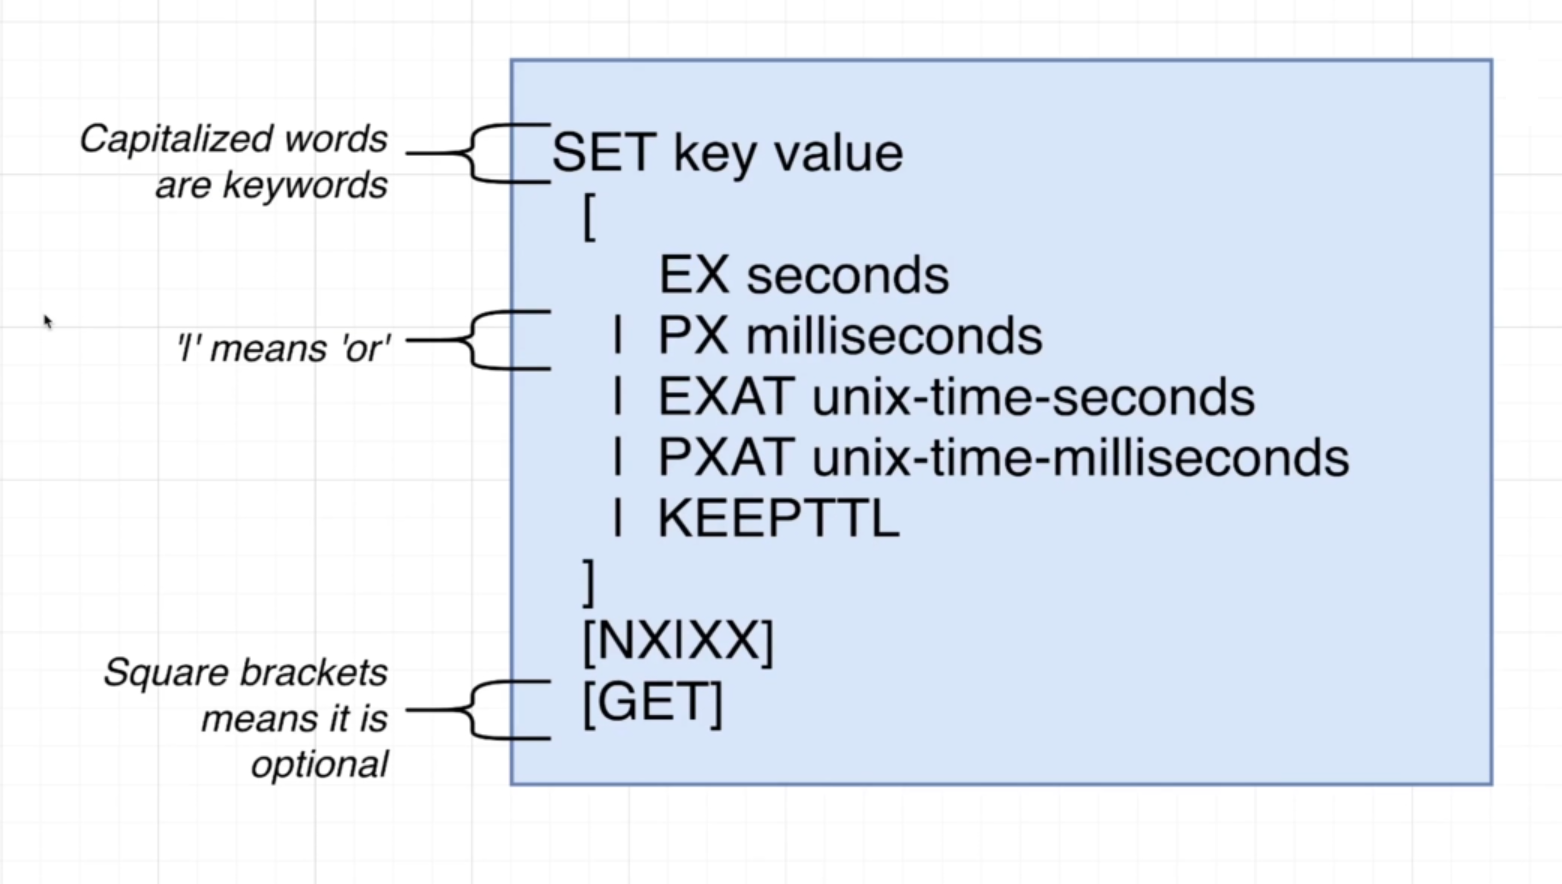 Capitalized words
are keywords
'|' means 'or'
Square brackets
means it is
optional
SET key value
[
EX seconds
| PX milliseconds
| EXAT unix-time-seconds
| PXAT unix-time-milliseconds
| KEEPTTL
]
[NX|XX]
[GET]